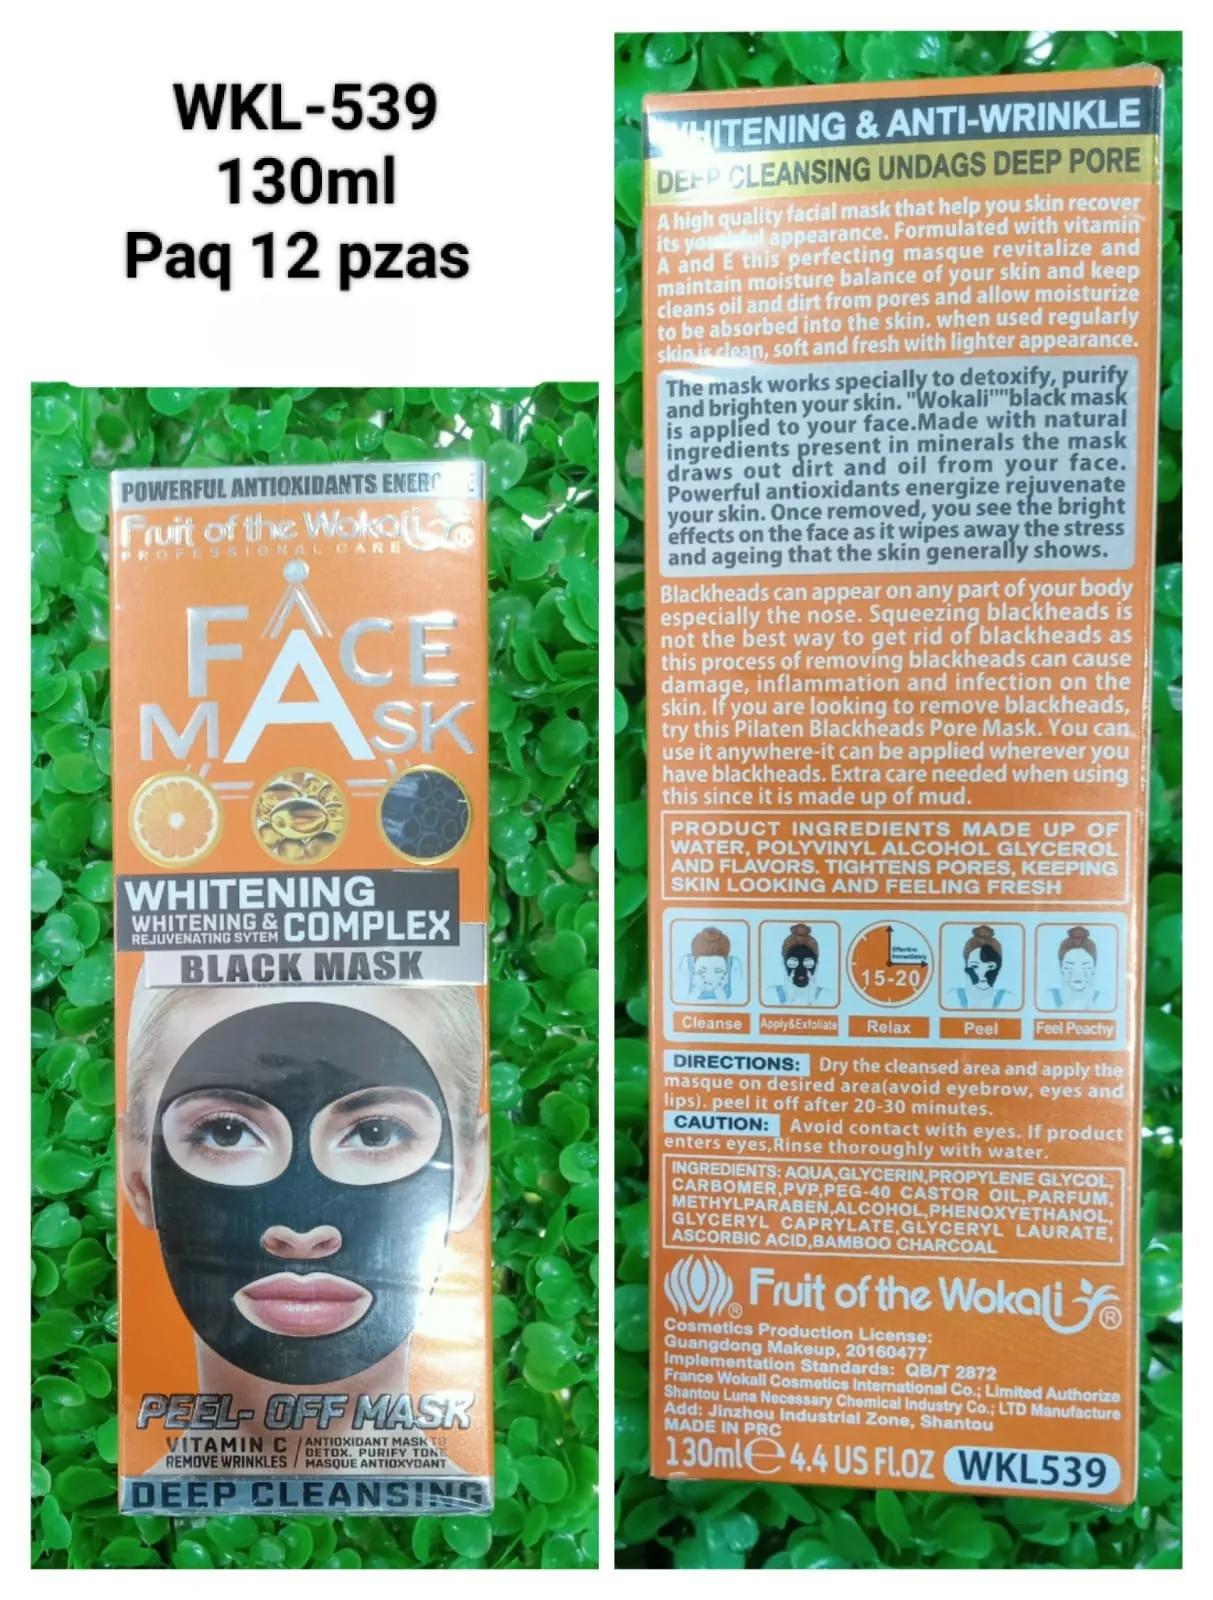 WKL-539
130ml
Paq 12 pzas
POWERFUL ANTIOXIDANTS
Fruit of the Wokali
PROFESSIONAL CARE
FACE
MASK
WHITENING
WHITENING &
REJUVENATING SYTEM
COMPLEX
BLACK MASK
PEEL-OFF MASK
VITAMIN C
REMOVE WRINKLES
ANTIOXIDANT MASK TO
DETOX. PURIFY TONE
MASQUE ANTIOXYDANT
DEEP CLEANSING
WHITENING & ANTI-WRINKLE
DEEP CLEANSING UNDAGS DEEP PORE
A high quality facial mask that help you skin recover
its youthful appearance. Formulated with vitamin
A and E this perfecting masque revitalize and
maintain moisture balance of your skin and keep
cleans oil and dirt from pores and allow moisturize
to be absorbed into the skin. when used regularly
skin is clean, soft and fresh with lighter appearance.
The mask works specially to detoxify, purify
and brighten your skin. "Wokali""black mask
is applied to your face.Made with natural
ingredients present in minerals the mask
draws out dirt and oil from your face.
Powerful antioxidants energize rejuvenate
your skin. Once removed, you see the bright
effects on the face as it wipes away the stress
and ageing that the skin generally shows.
Blackheads can appear on any part of your body
especially the nose. Squeezing blackheads is
not the best way to get rid of blackheads as
this process of removing blackheads can cause
damage, inflammation and infection on the
skin. If you are looking to remove blackheads,
try this Pilaten Blackheads Pore Mask. You can
use it anywhere-it can be applied wherever you
have blackheads. Extra care needed when using
this since it is made up of mud.
PRODUCT INGREDIENTS MADE UP OF
WATER, POLYVINYL ALCOHOL GLYCEROL
AND FLAVORS. TIGHTENS PORES, KEEPING
SKIN LOOKING AND FEELING FRESH
Effective
Immediately
15-20
Cleanse Apply&Exfoliate Relax Peel Feel Peachy
DIRECTIONS: Dry the cleansed area and apply the
masque on desired area(avoid eyebrow, eyes and
lips). peel it off after 20-30 minutes.
CAUTION: Avoid contact with eyes. If product
enters eyes,Rinse thoroughly with water.
INGREDIENTS: AQUA,GLYCERIN,PROPYLENE GLYCOL,
CARBOMER,PVP,PEG-40 CASTOR OIL,PARFUM,
METHYLPARABEN,ALCOHOL,PHENOXYETHANOL,
GLYCERYL CAPRYLATE,GLYCERYL LAURATE,
ASCORBIC ACID,BAMBOO CHARCOAL
® Fruit of the Wokali ®
Cosmetics Production License:
Guangdong Makeup, 20160477
Implementation Standards: QB/T 2872
France Wokali Cosmetics International Co.; Limited Authorize
Shantou Luna Necessary Chemical Industry Co.; LTD Manufacture
Add: Jinzhou Industrial Zone, Shantou
MADE IN PRC
130ml ℮ 4.4 US FL.OZ WKL539